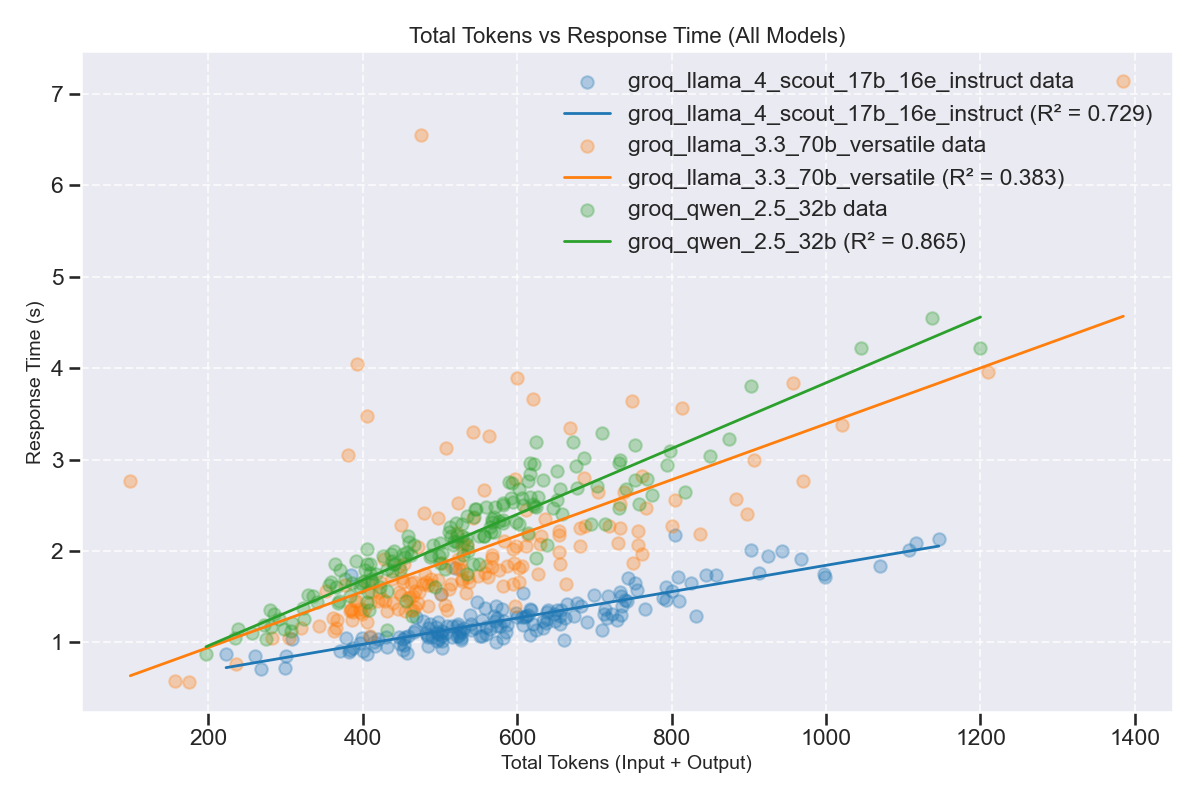 Total Tokens vs Response Time (All Models)
groq_llama_4_scout_17b_16e_instruct data
groq_llama_4_scout_17b_16e_instruct (R² = 0.729)
groq_llama_3.3_70b_versatile data
groq_llama_3.3_70b_versatile (R² = 0.383)
groq_qwen_2.5_32b data
groq_qwen_2.5_32b (R² = 0.865)
Response Time (s)
7
6
5
4
3
2
1
200 400 600 800 1000 1200 1400
Total Tokens (Input + Output)